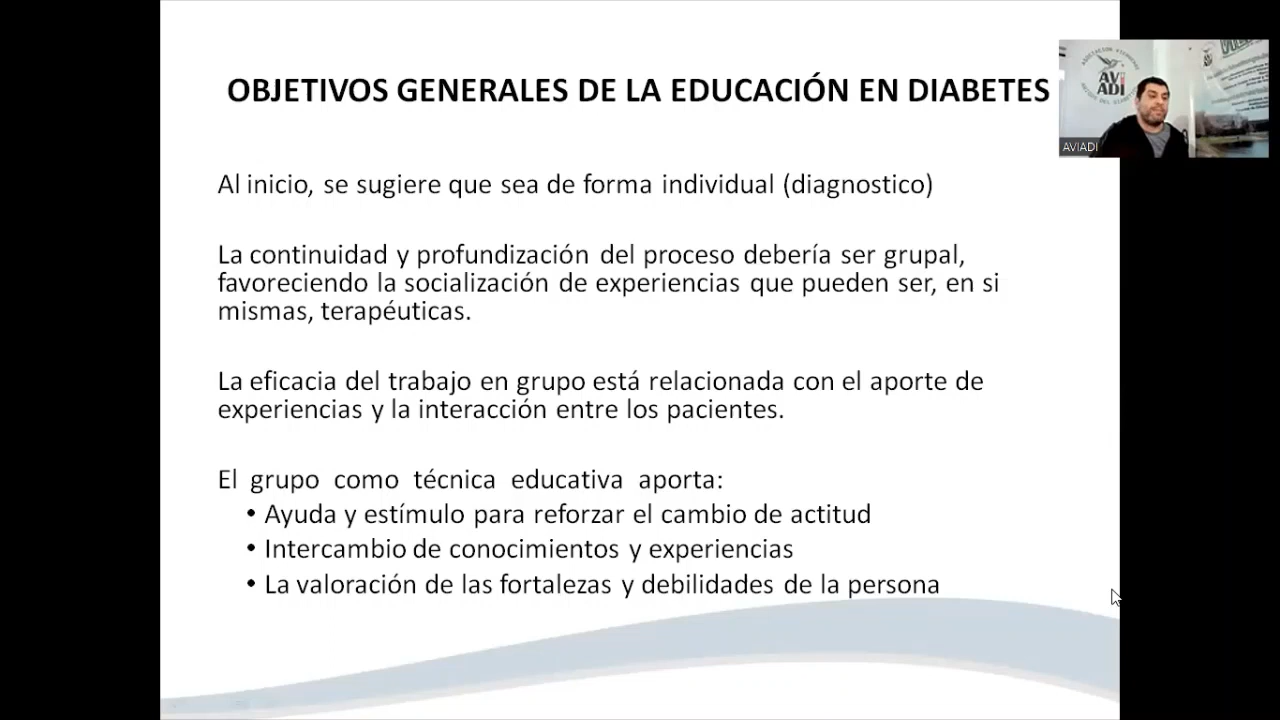 OBJETIVOS GENERALES DE LA EDUCACIÓN EN DIABETES
Al inicio, se sugiere que sea de forma individual (diagnostico)
La continuidad y profundización del proceso debería ser grupal,
favoreciendo la socialización de experiencias que pueden ser, en si
mismas, terapéuticas.
La eficacia del trabajo en grupo está relacionada con el aporte de
experiencias y la interacción entre los pacientes.
El grupo como técnica educativa aporta:
• Ayuda y estímulo para reforzar el cambio de actitud
• Intercambio de conocimientos y experiencias
• La valoración de las fortalezas y debilidades de la persona
AV
ADI
AVIADI